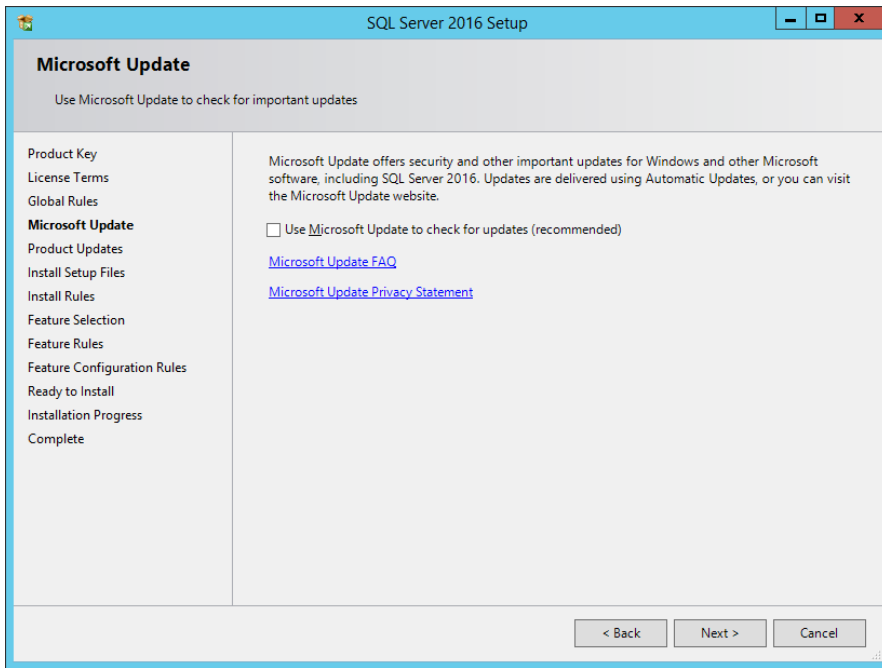 SQL Server 2016 Setup
Microsoft Update
Use Microsoft Update to check for important updates
Product Key
License Terms
Global Rules
Microsoft Update
Product Updates
Install Setup Files
Install Rules
Feature Selection
Feature Rules
Feature Configuration Rules
Ready to Install
Installation Progress
Complete
Microsoft Update offers security and other important updates for Windows and other Microsoft
software, including SQL Server 2016. Updates are delivered using Automatic Updates, or you can visit
the Microsoft Update website.
Use Microsoft Update to check for updates (recommended)
Microsoft Update FAQ
Microsoft Update Privacy Statement
< Back
Next >
Cancel